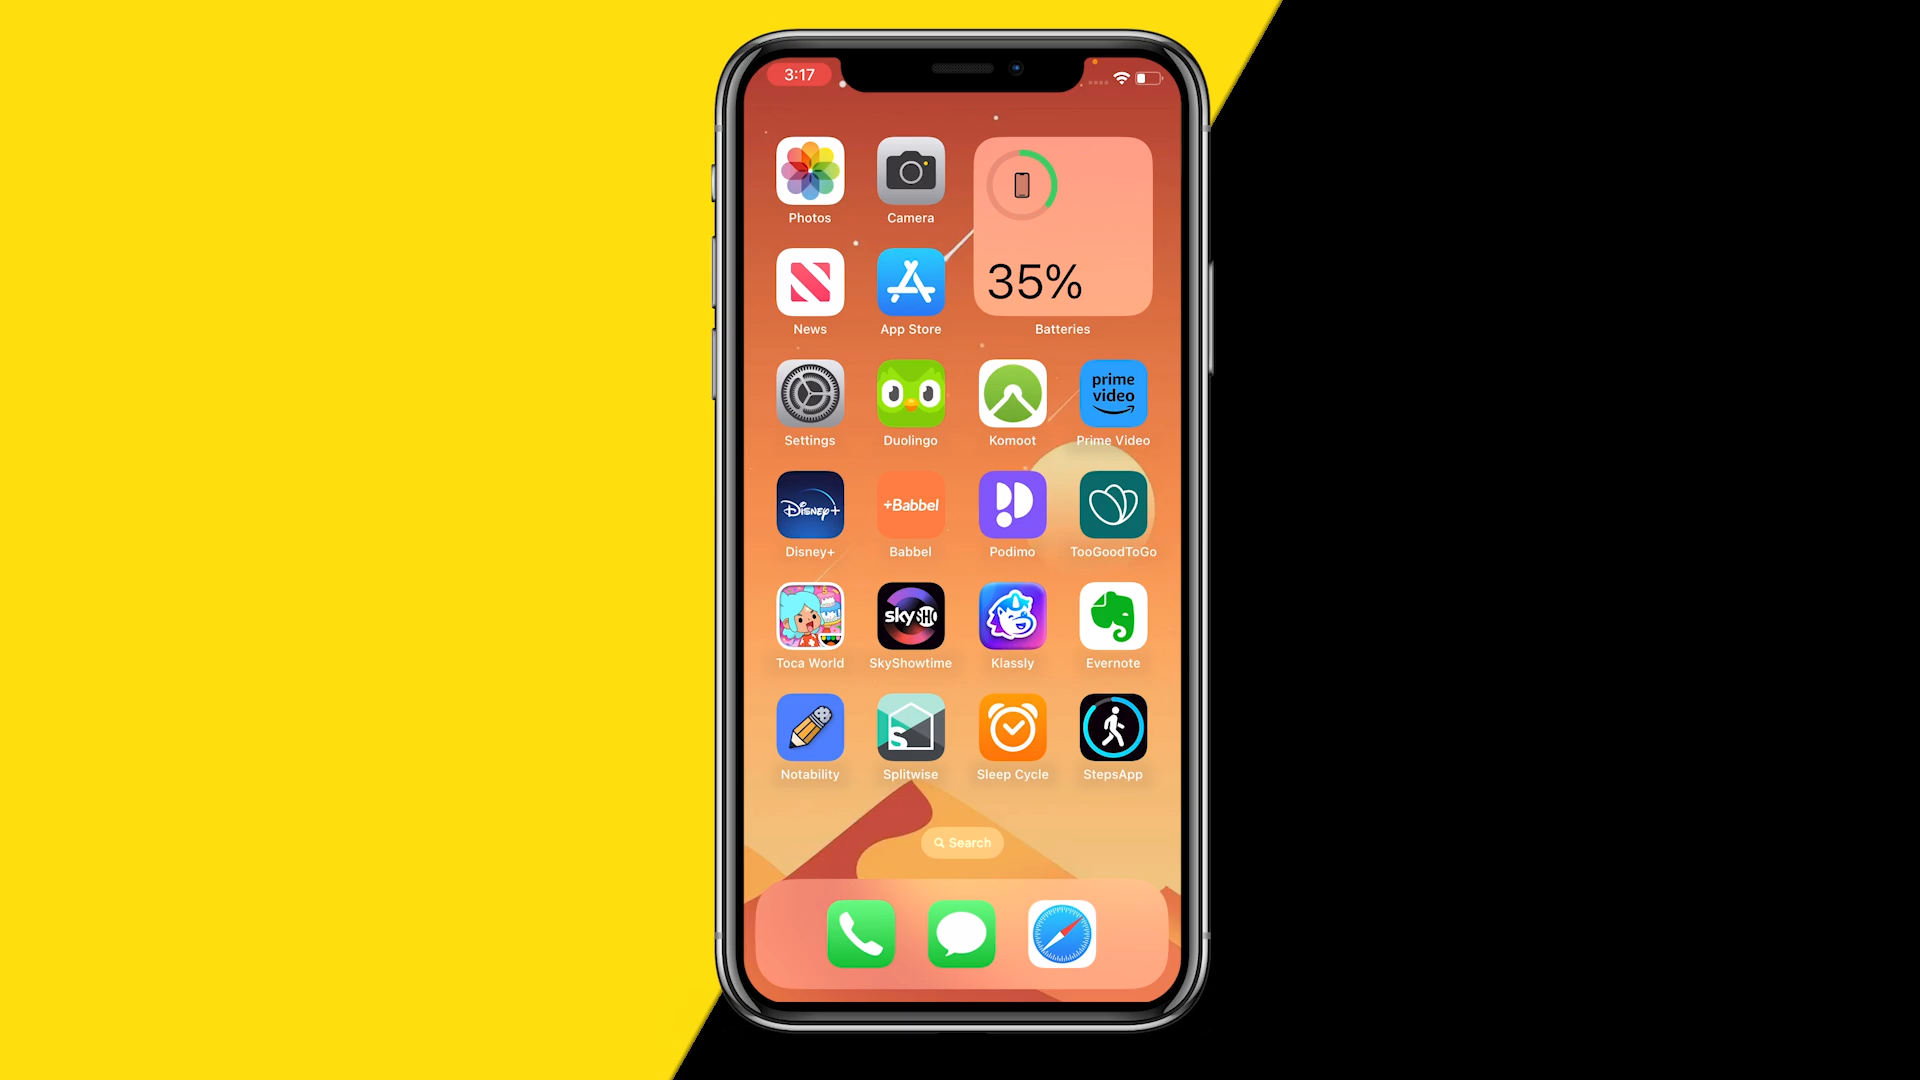 3:17
Photos
Camera
35%
News
App Store
Batteries
prime
video
Settings
Duolingo
Komoot
Prime Video
Disney+
+Babbel
Disney+
Babbel
Podimo
TooGoodToGo
sky SHO
Toca World
SkyShowtime
Klassly
Evernote
S
Notability
Splitwise
Sleep Cycle
StepsApp
Search